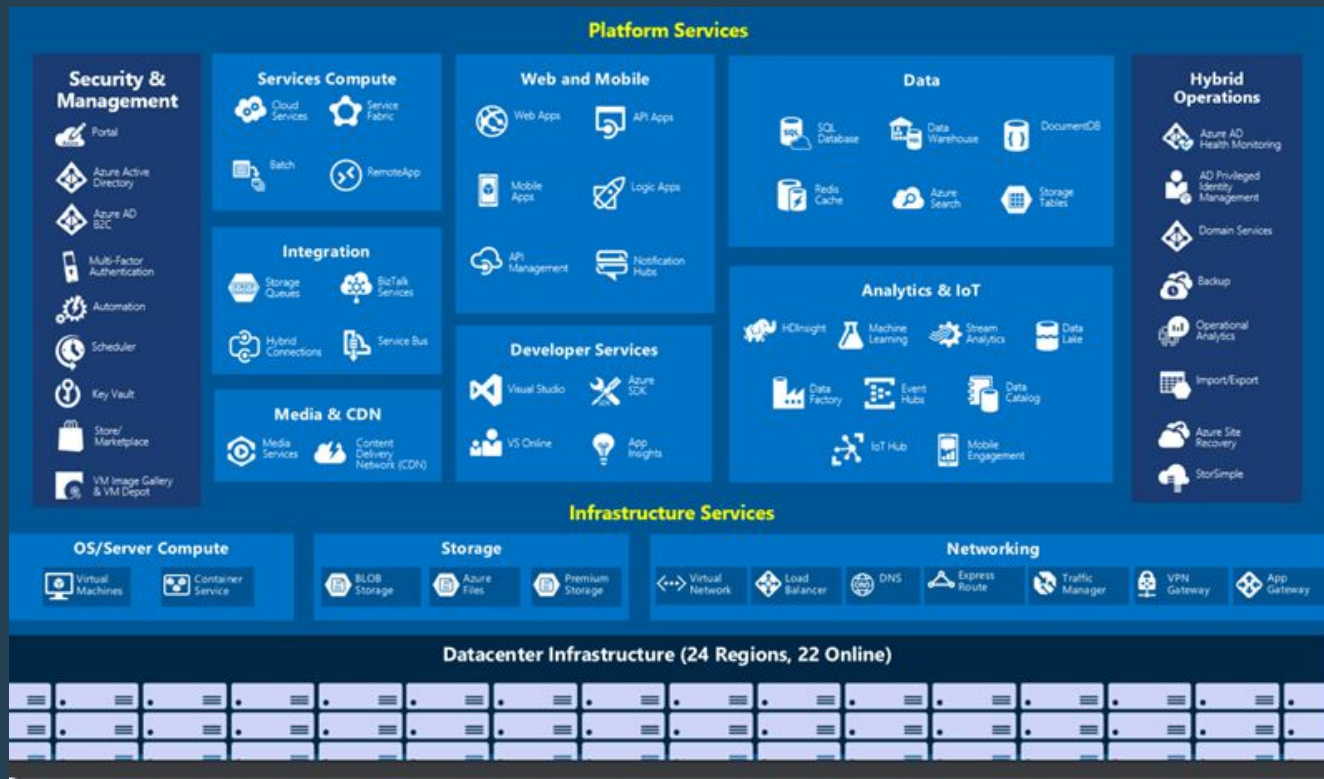 Platform Services
Security &
Management
Portal
Azure Active
Directory
Azure AD
B2C
Multi-Factor
Authentication
Automation
Scheduler
Key Vault
Store/
Marketplace
VM Image Gallery
& VM Depot
Services Compute
Cloud
Services
Service
Fabric
Batch
RemoteApp
Integration
Storage
Queues
BizTalk
Services
Hybrid
Connections
Service Bus
Media & CDN
Media
Services
Content
Delivery
Network (CDN)
Web and Mobile
Web Apps
API Apps
Mobile
Apps
Logic Apps
API
Management
Notification
Hubs
Developer Services
Visual Studio
Azure
SDK
VS Online
App
Insights
Data
SQL
Database
Data
Warehouse
DocumentDB
Redis
Cache
Azure
Search
Storage
Tables
Analytics & IoT
HDInsight
Machine
Learning
Stream
Analytics
Data
Lake
Data
Factory
Event
Hubs
Data
Catalog
IoT Hub
Mobile
Engagement
Hybrid
Operations
Azure AD
Health Monitoring
AD Privileged
Identity
Management
Domain Services
Backup
Operational
Analytics
Import/Export
Azure Site
Recovery
StorSimple
Infrastructure Services
OS/Server Compute
Virtual
Machines
Container
Service
Storage
BLOB
Storage
Azure
Files
Premium
Storage
Networking
Virtual
Network
Load
Balancer
DNS
DNS
Express
Route
Traffic
Manager
VPN
Gateway
App
Gateway
Datacenter Infrastructure (24 Regions, 22 Online)